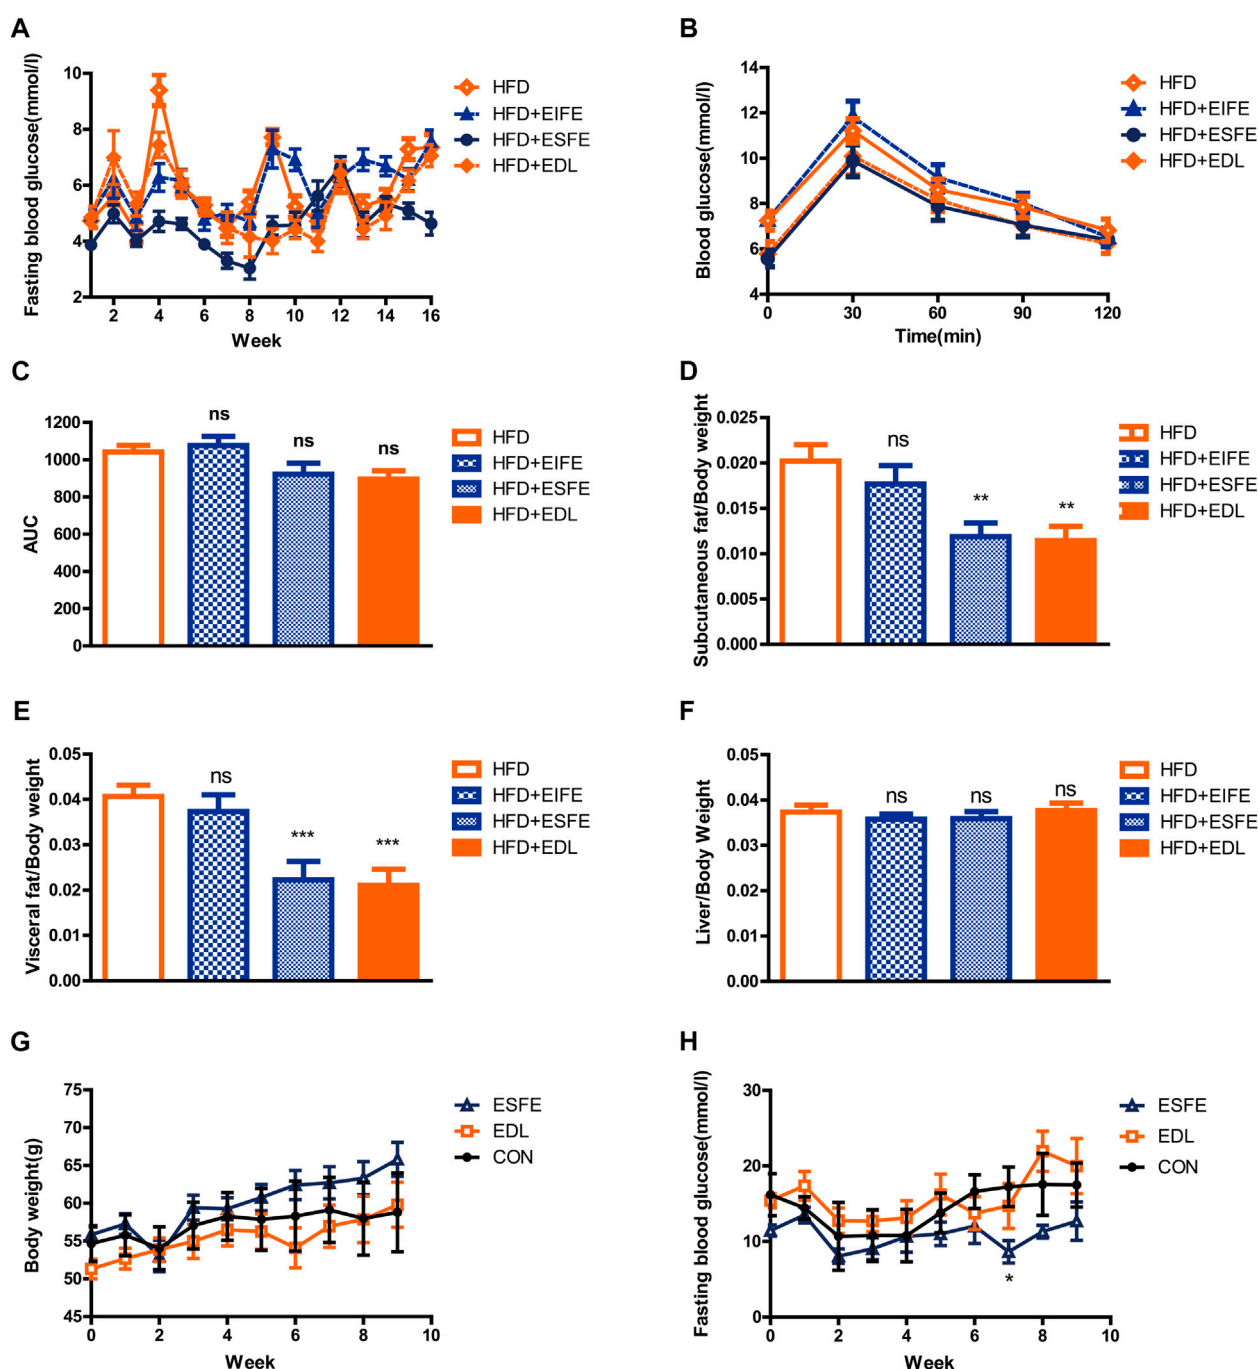 A
Fasting blood glucose(mmol/l)
10
8
6
4
2
2 4 6 8 10 12 14 16
Week
HFD
HFD+EIFE
HFD+ESFE
HFD+EDL
B
Blood glucose(mmol/l)
14
12
10
8
6
4
0 30 60 90 120
Time(min)
HFD
HFD+EIFE
HFD+ESFE
HFD+EDL
C
AUC
1200
1000
800
600
400
200
0
ns
ns
ns
HFD
HFD+EIFE
HFD+ESFE
HFD+EDL
D
Subcutaneous fat/Body weight
0.025
0.020
0.015
0.010
0.005
0.000
ns
**
**
HFD
HFD+EIFE
HFD+ESFE
HFD+EDL
E
Visceral fat/Body weight
0.05
0.04
0.03
0.02
0.01
0.00
ns
***
***
HFD
HFD+EIFE
HFD+ESFE
HFD+EDL
F
Liver/Body Weight
0.05
0.04
0.03
0.02
0.01
0.00
ns
ns
ns
HFD
HFD+EIFE
HFD+ESFE
HFD+EDL
G
Body weight(g)
75
70
65
60
55
50
45
0 2 4 6 8 10
Week
ESFE
EDL
CON
H
Fasting blood glucose(mmol/l)
30
20
10
0
*
0 2 4 6 8 10
Week
ESFE
EDL
CON